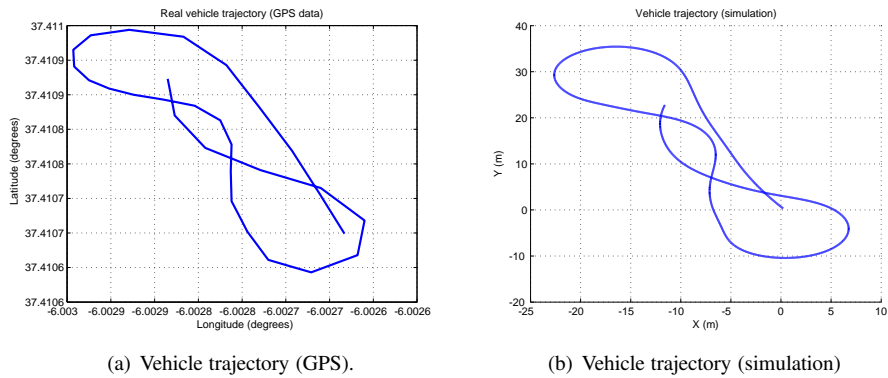 Real vehicle trajectory (GPS data)
37.411
37.4109
37.4109
37.4108
37.4108
37.4107
37.4107
37.4106
37.4106
Latitude (degrees)
-6.003 -6.0029 -6.0029 -6.0028 -6.0028 -6.0027 -6.0027 -6.0026 -6.0026
Longitude (degrees)
(a) Vehicle trajectory (GPS).
Vehicle trajectory (simulation)
40
30
20
10
0
-10
-20
Y (m)
-25 -20 -15 -10 -5 0 5 10
X (m)
(b) Vehicle trajectory (simulation)